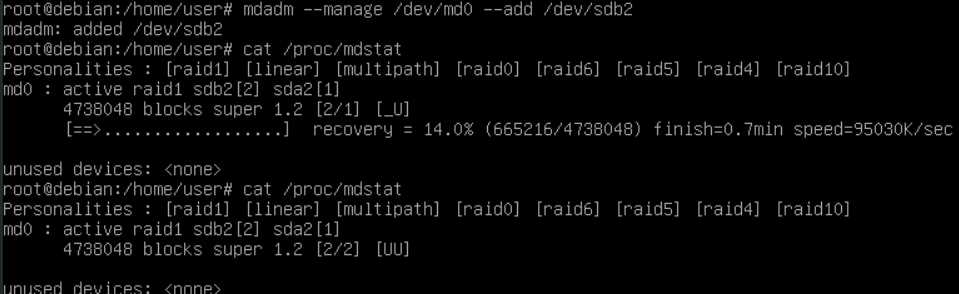 root@debian:/home/user# mdadm --manage /dev/md0 --add /dev/sdb2
mdadm: added /dev/sdb2
root@debian:/home/user# cat /proc/mdstat
Personalities : [raid1] [linear] [multipath] [raid0] [raid6] [raid5] [raid4] [raid10]
md0 : active raid1 sdb2[2] sda2[1]
      4738048 blocks super 1.2 [2/1] [_U]
      [==>..................]  recovery = 14.0% (665216/4738048) finish=0.7min speed=95030K/sec
unused devices: <none>
root@debian:/home/user# cat /proc/mdstat
Personalities : [raid1] [linear] [multipath] [raid0] [raid6] [raid5] [raid4] [raid10]
md0 : active raid1 sdb2[2] sda2[1]
      4738048 blocks super 1.2 [2/2] [UU]
unused devices: <none>